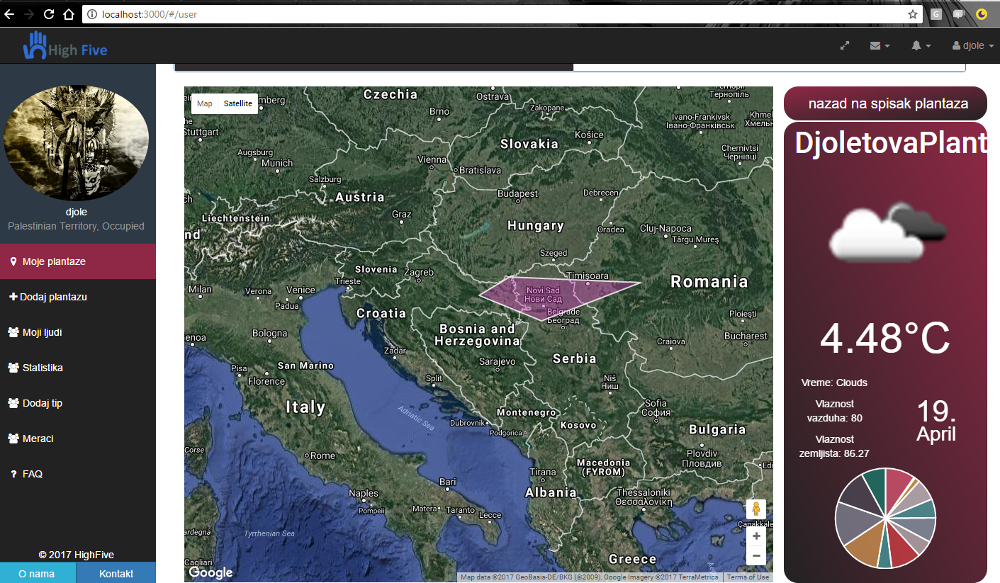 localhost:3000/#/user
G
High Five
djole
djole
Palestinian Territory, Occupied
Moje plantaze
Dodaj plantazu
Moji ljudi
Statistika
Dodaj tip
Meraci
? FAQ
© 2017 HighFive
O nama
Kontakt
Map
Satellite
Czechia
Ostrava
Тернопіль
Brno
Zakopane
Ivano-Frankivsk
Івано-Франківськ
Stuttgart
Košice
Slovakia
Augsburg
Munich
Vienna
Bratislava
Chernivtsi
Чернівці
Salzburg
Austria
Budapest
Debrecen
Liechtenstein
Graz
Hungary
Oradea
Cluj-Napoca
Târgu Mureș
Szeged
Slovenia
Zagreb
Timișoara
Trieste
Romania
Milan
Verona
Venice
Padua
Novi Sad
Нови Сад
Croatia
Belgrade
Београд
Ploiești
Bologna
Bosnia and
Herzegovina
Bucharest
Craiova
Zadar
Serbia
Sarajevo
Pisa
San Marino
Florence
Split
Niš
Ниш
Italy
Adriatic Sea
Sofia
София
Montenegro
Dubrovnik
Podgorica
Kosovo
Bulgaria
Corse
Rome
Plovdiv
Пловдив
Macedonia
(FYROM)
Tirana
Bari
Albania
Thessaloniki
Θεσσαλονίκη
Naples
Pompeii
Matera
Taranto
Lecce
Çanakkale
Tyrrhenian Sea
Cagliari
Greece
Google
Map data ©2017 GeoBasis-DE/BKG (©2009), Google Imagery ©2017 TerraMetrics
Terms of Use
nazad na spisak plantaza
DjoletovaPlant
4.48°C
Vreme: Clouds
Vlaznost
vazduha: 80
Vlaznost
zemljista: 86.27
19.
April